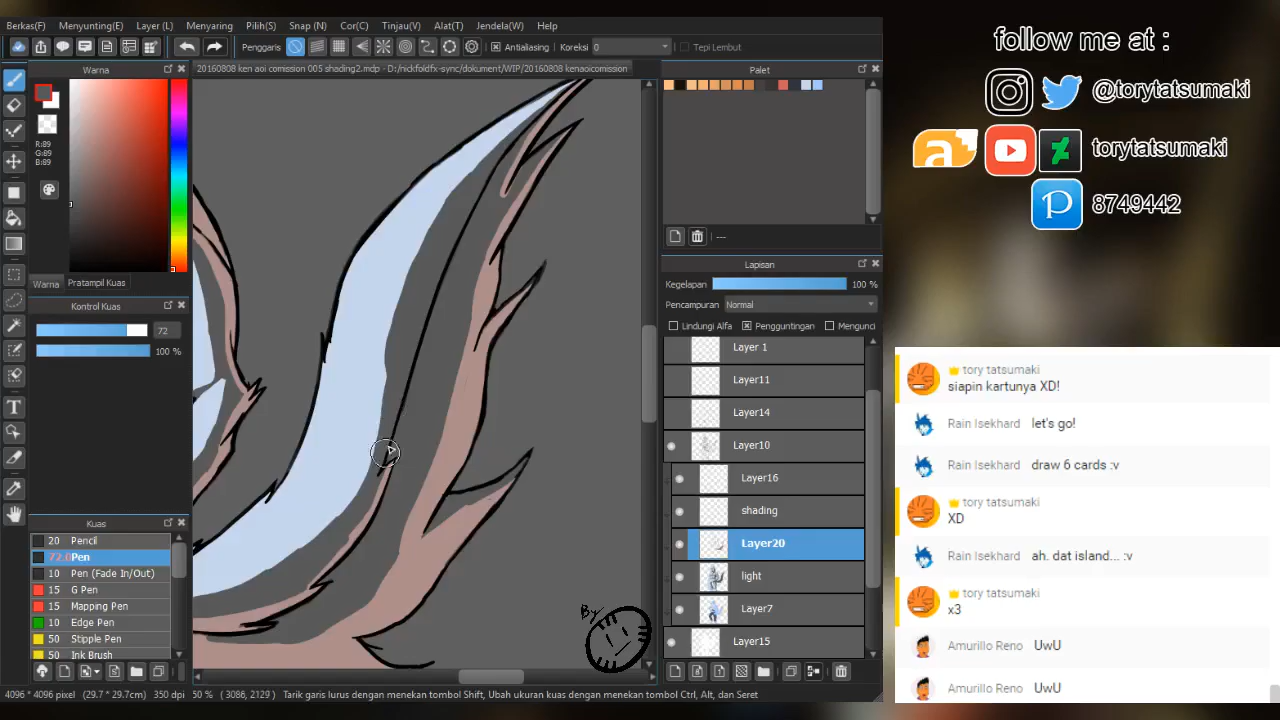 Berkas(F) Menyunting(E) Layar (L) Menyaring Pilih(S) Snap (N) Cor(C) Tinjau(V) Alat(T) Jendela(W) Help
Penggaris Antialiasing Koreksi 0 Tepi Lembut
Warna
20160808 ken aoi comission 005 shading2.mdp - D:/nickfoldfx-sync/dokument/WIP/20160808 kenaoicomission
R:89
G:89
B:89
Warna Pratampil Kuas
Kontrol Kuas
72
100 %
Kuas
20 Pencil
72.0 Pen
10 Pen (Fade In/Out)
15 G Pen
15 Mapping Pen
10 Edge Pen
50 Stipple Pen
50 Ink Brush
By
Palet
---
Lapisan
Kegelapan 100 %
Pencampuran Normal
Lindungi Alfa Pengguntingan Mengunci
Layer 1
Layer11
Layer14
Layer10
Layer16
shading
Layer20
light
Layer7
Layer15
4096 * 4096 pixel (29.7 * 29.7cm) 350 dpi 50 % ( 3086, 2129 ) Tarik garis lurus dengan menekan tombol Shift, Ubah ukuran kuas dengan menekan tombol Ctrl, Alt, dan Seret
follow me at :
@torytatsumaki
a
torytatsumaki
P
8749442
tory tatsumaki
siapin kartunya XD!
Rain Isekhard let's go!
Rain Isekhard draw 6 cards :v
tory tatsumaki
XD
Rain Isekhard ah. dat island... :v
tory tatsumaki
x3
Amurillo Reno UwU
Amurillo Reno UwU